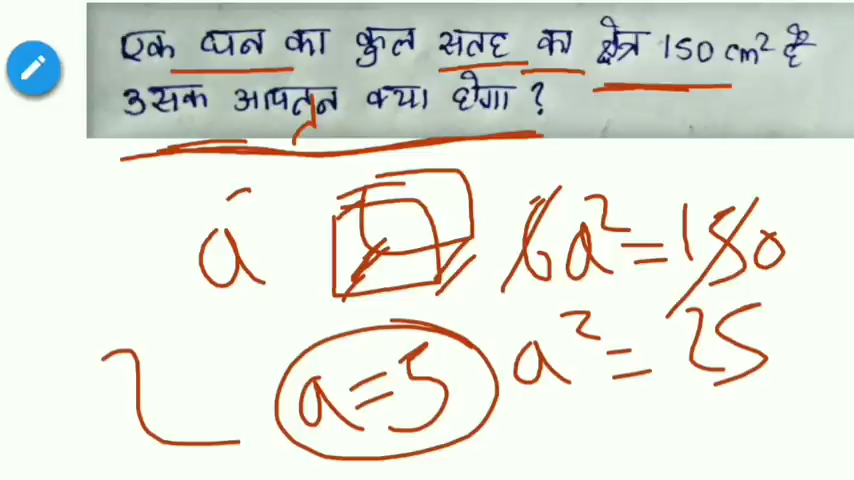 एक घन का कुल सतह का क्षेत्र 150 cm² है
उसक आयतन क्या होगा ?
a 6a² = 150
a = 5 a² = 25